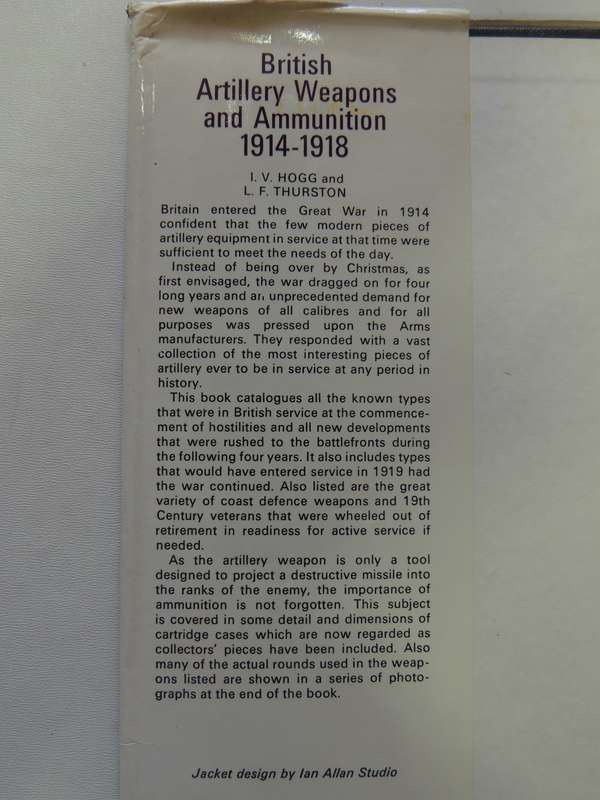 British
Artillery Weapons
and Ammunition
1914-1918
I. V. HOGG and
L. F. THURSTON
Britain entered the Great War in 1914
confident that the few modern pieces of
artillery equipment in service at that time were
sufficient to meet the needs of the day.
Instead of being over by Christmas, as
first envisaged, the war dragged on for four
long years and an unprecedented demand for
new weapons of all calibres and for all
purposes was pressed upon the Arms
manufacturers. They responded with a vast
collection of the most interesting pieces of
artillery ever to be in service at any period in
history.
This book catalogues all the known types
that were in British service at the commence-
ment of hostilities and all new developments
that were rushed to the battlefronts during
the following four years. It also includes types
that would have entered service in 1919 had
the war continued. Also listed are the great
variety of coast defence weapons and 19th
Century veterans that were wheeled out of
retirement in readiness for active service if
needed.
As the artillery weapon is only a tool
designed to project a destructive missile into
the ranks of the enemy, the importance of
ammunition is not forgotten. This subject
is covered in some detail and dimensions of
cartridge cases which are now regarded as
collectors' pieces have been included. Also
many of the actual rounds used in the weap-
ons listed are shown in a series of photo-
graphs at the end of the book.
Jacket design by Ian Allan Studio